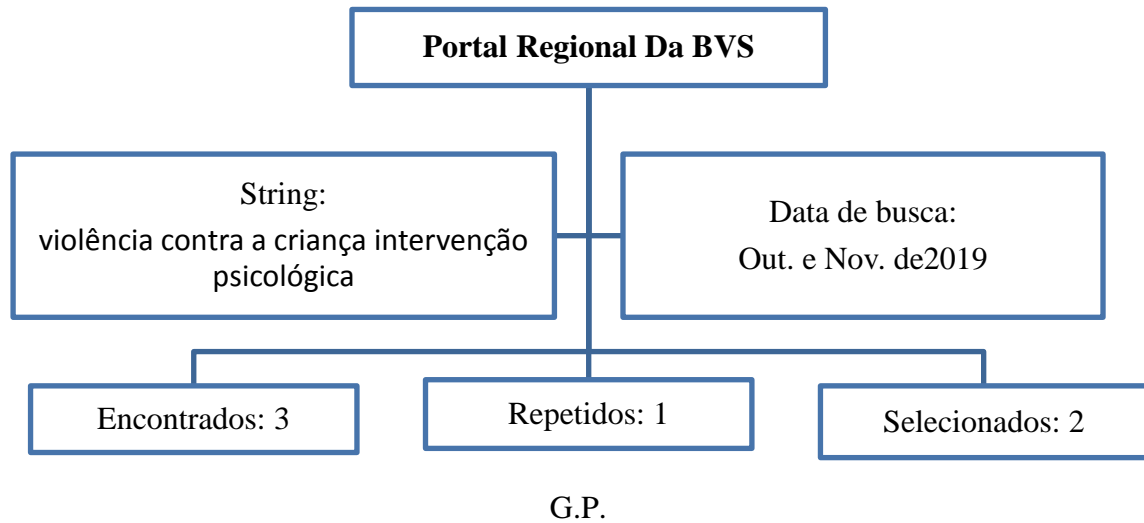 Portal Regional Da BVS
String:
violência contra a criança intervenção
psicológica
Data de busca:
Out. e Nov. de2019
Encontrados: 3
Repetidos: 1
Selecionados: 2
G.P.